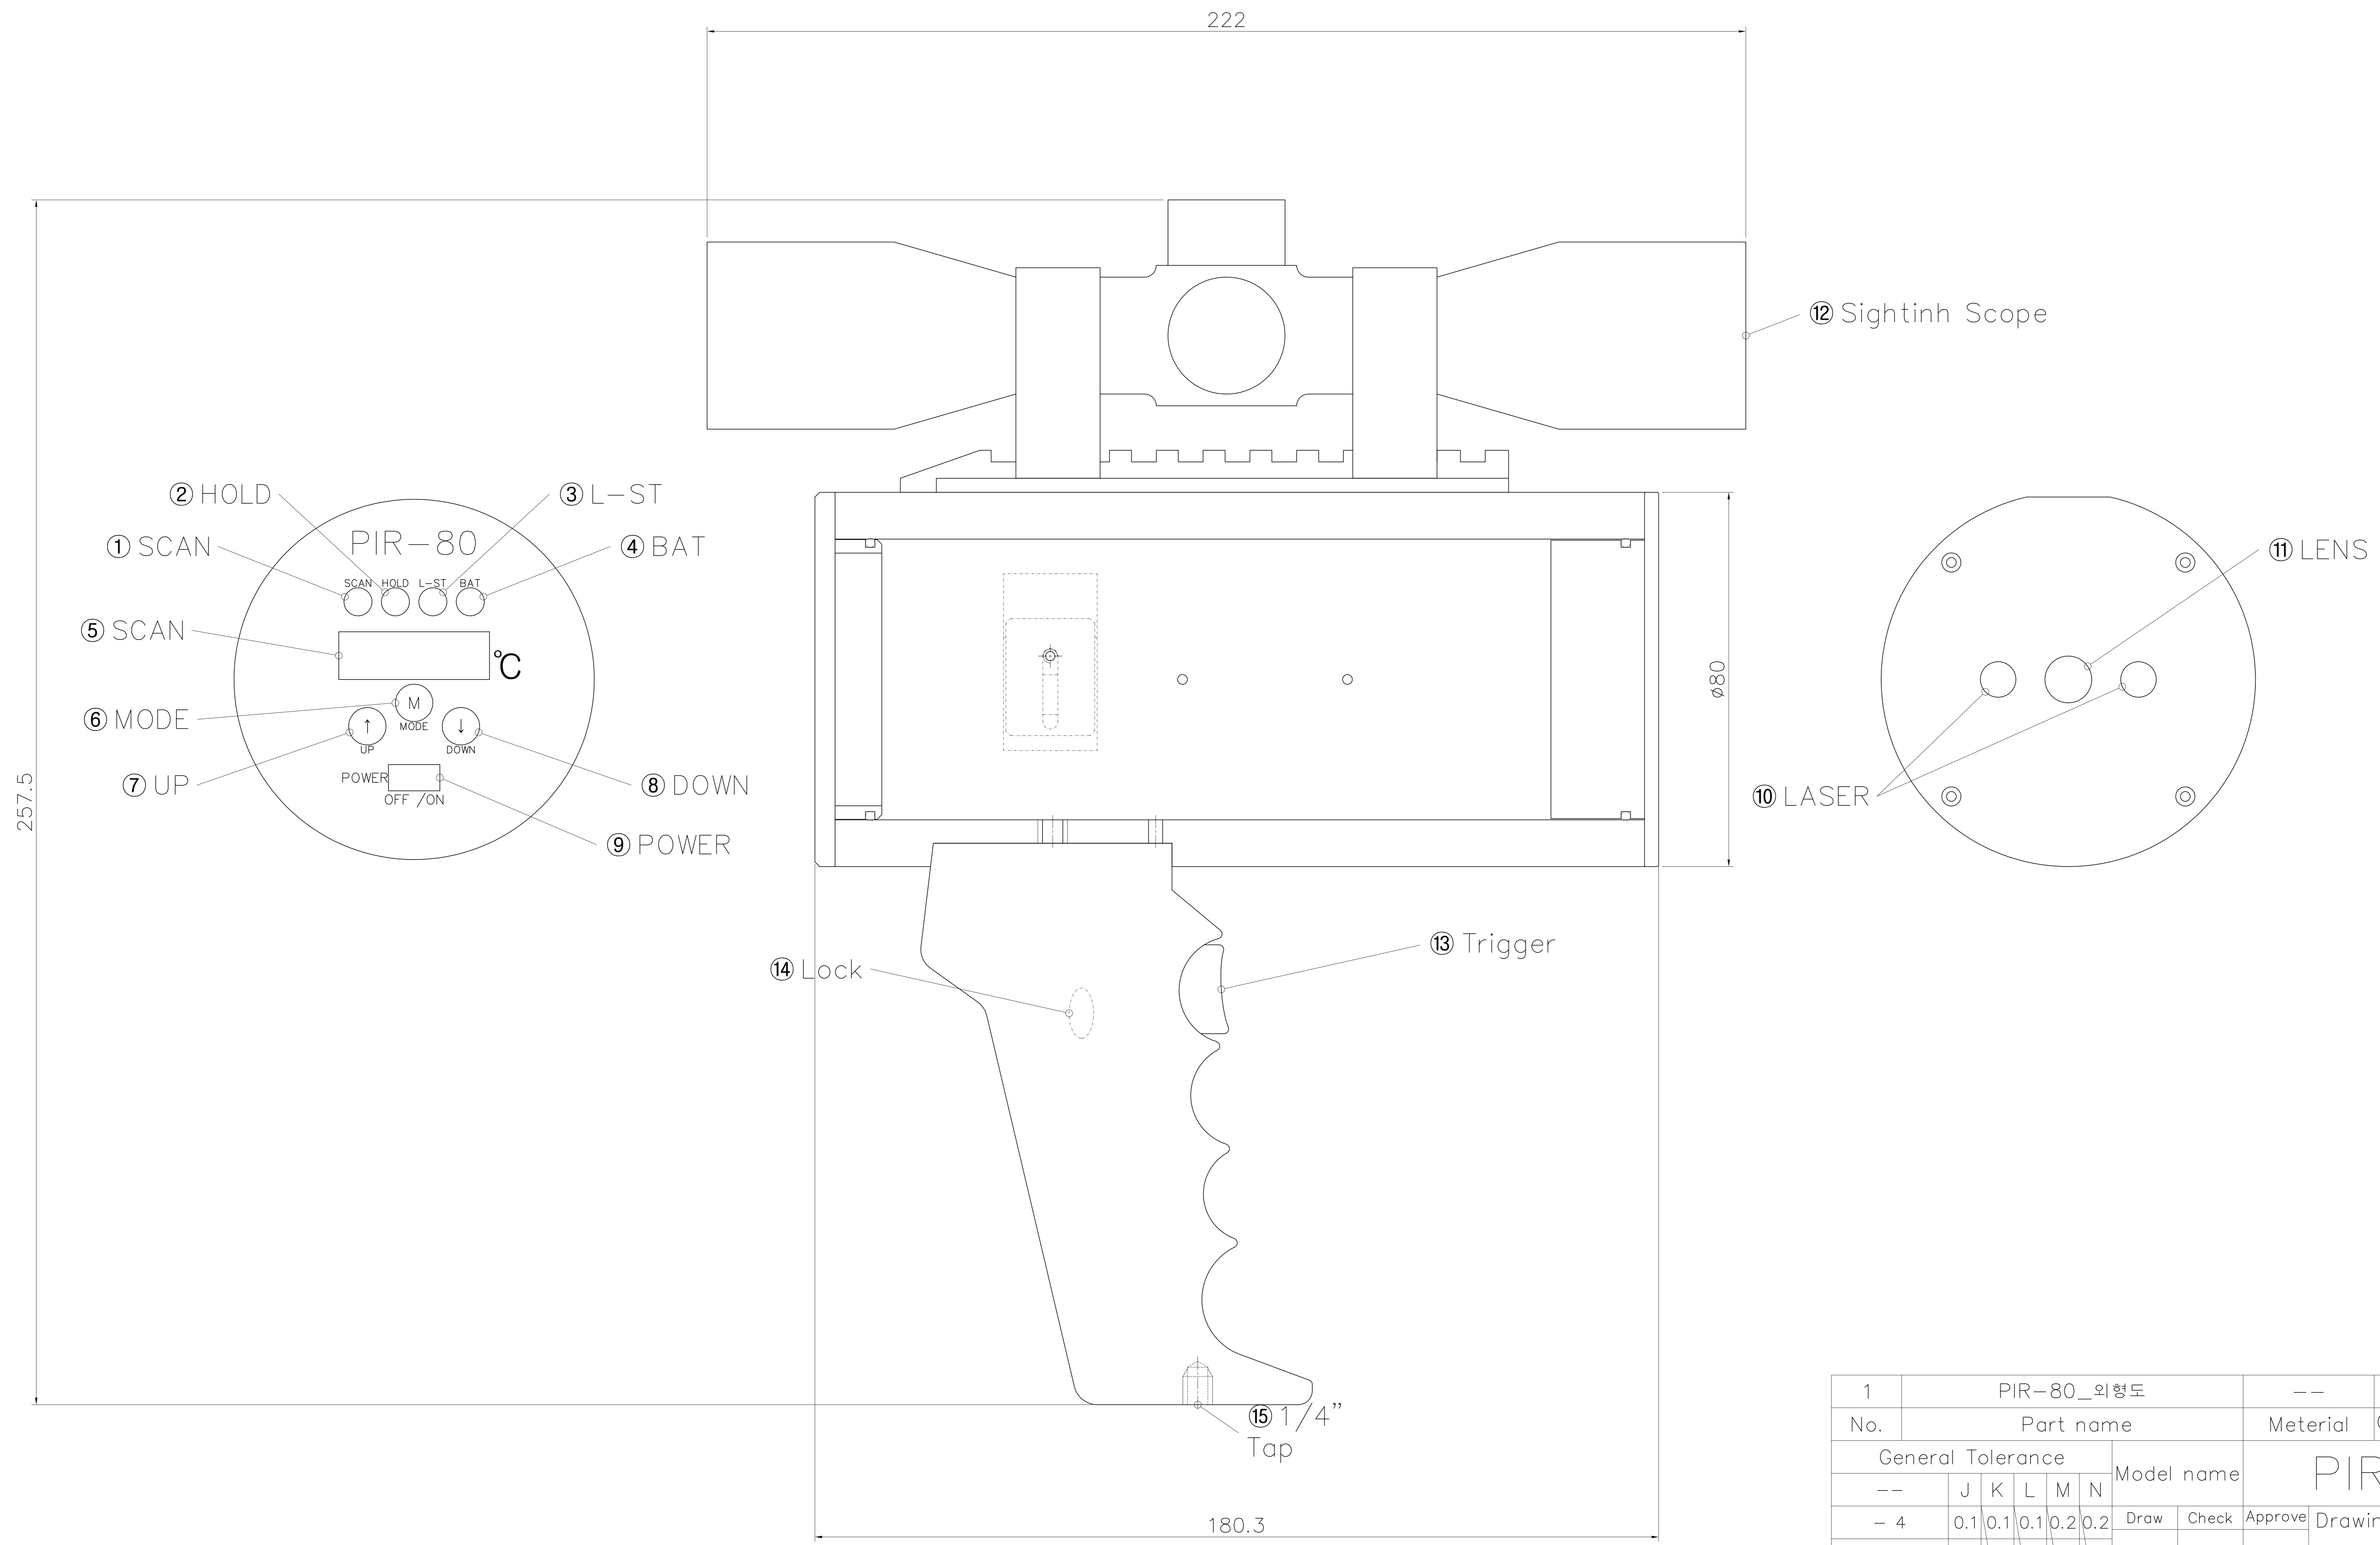 222
257.5
⑫ Sightinh Scope
② HOLD
③ L-ST
① SCAN
④ BAT
PIR-80
SCAN HOLD L-ST BAT
⑤ SCAN
℃
⑥ MODE
M
MODE
↑
UP
↓
DOWN
⑦ UP
⑧ DOWN
POWER
OFF /ON
⑨ POWER
ø80
⑪ LENS
⑩ LASER
⑬ Trigger
⑭ Lock
⑮ 1/4”
Tap
180.3
1 PIR-80_외형도 --
No. Part name Meterial
General Tolerance Model name PIR
-- J K L M N
- 4 0.1 0.1 0.1 0.2 0.2 Draw Check Approve